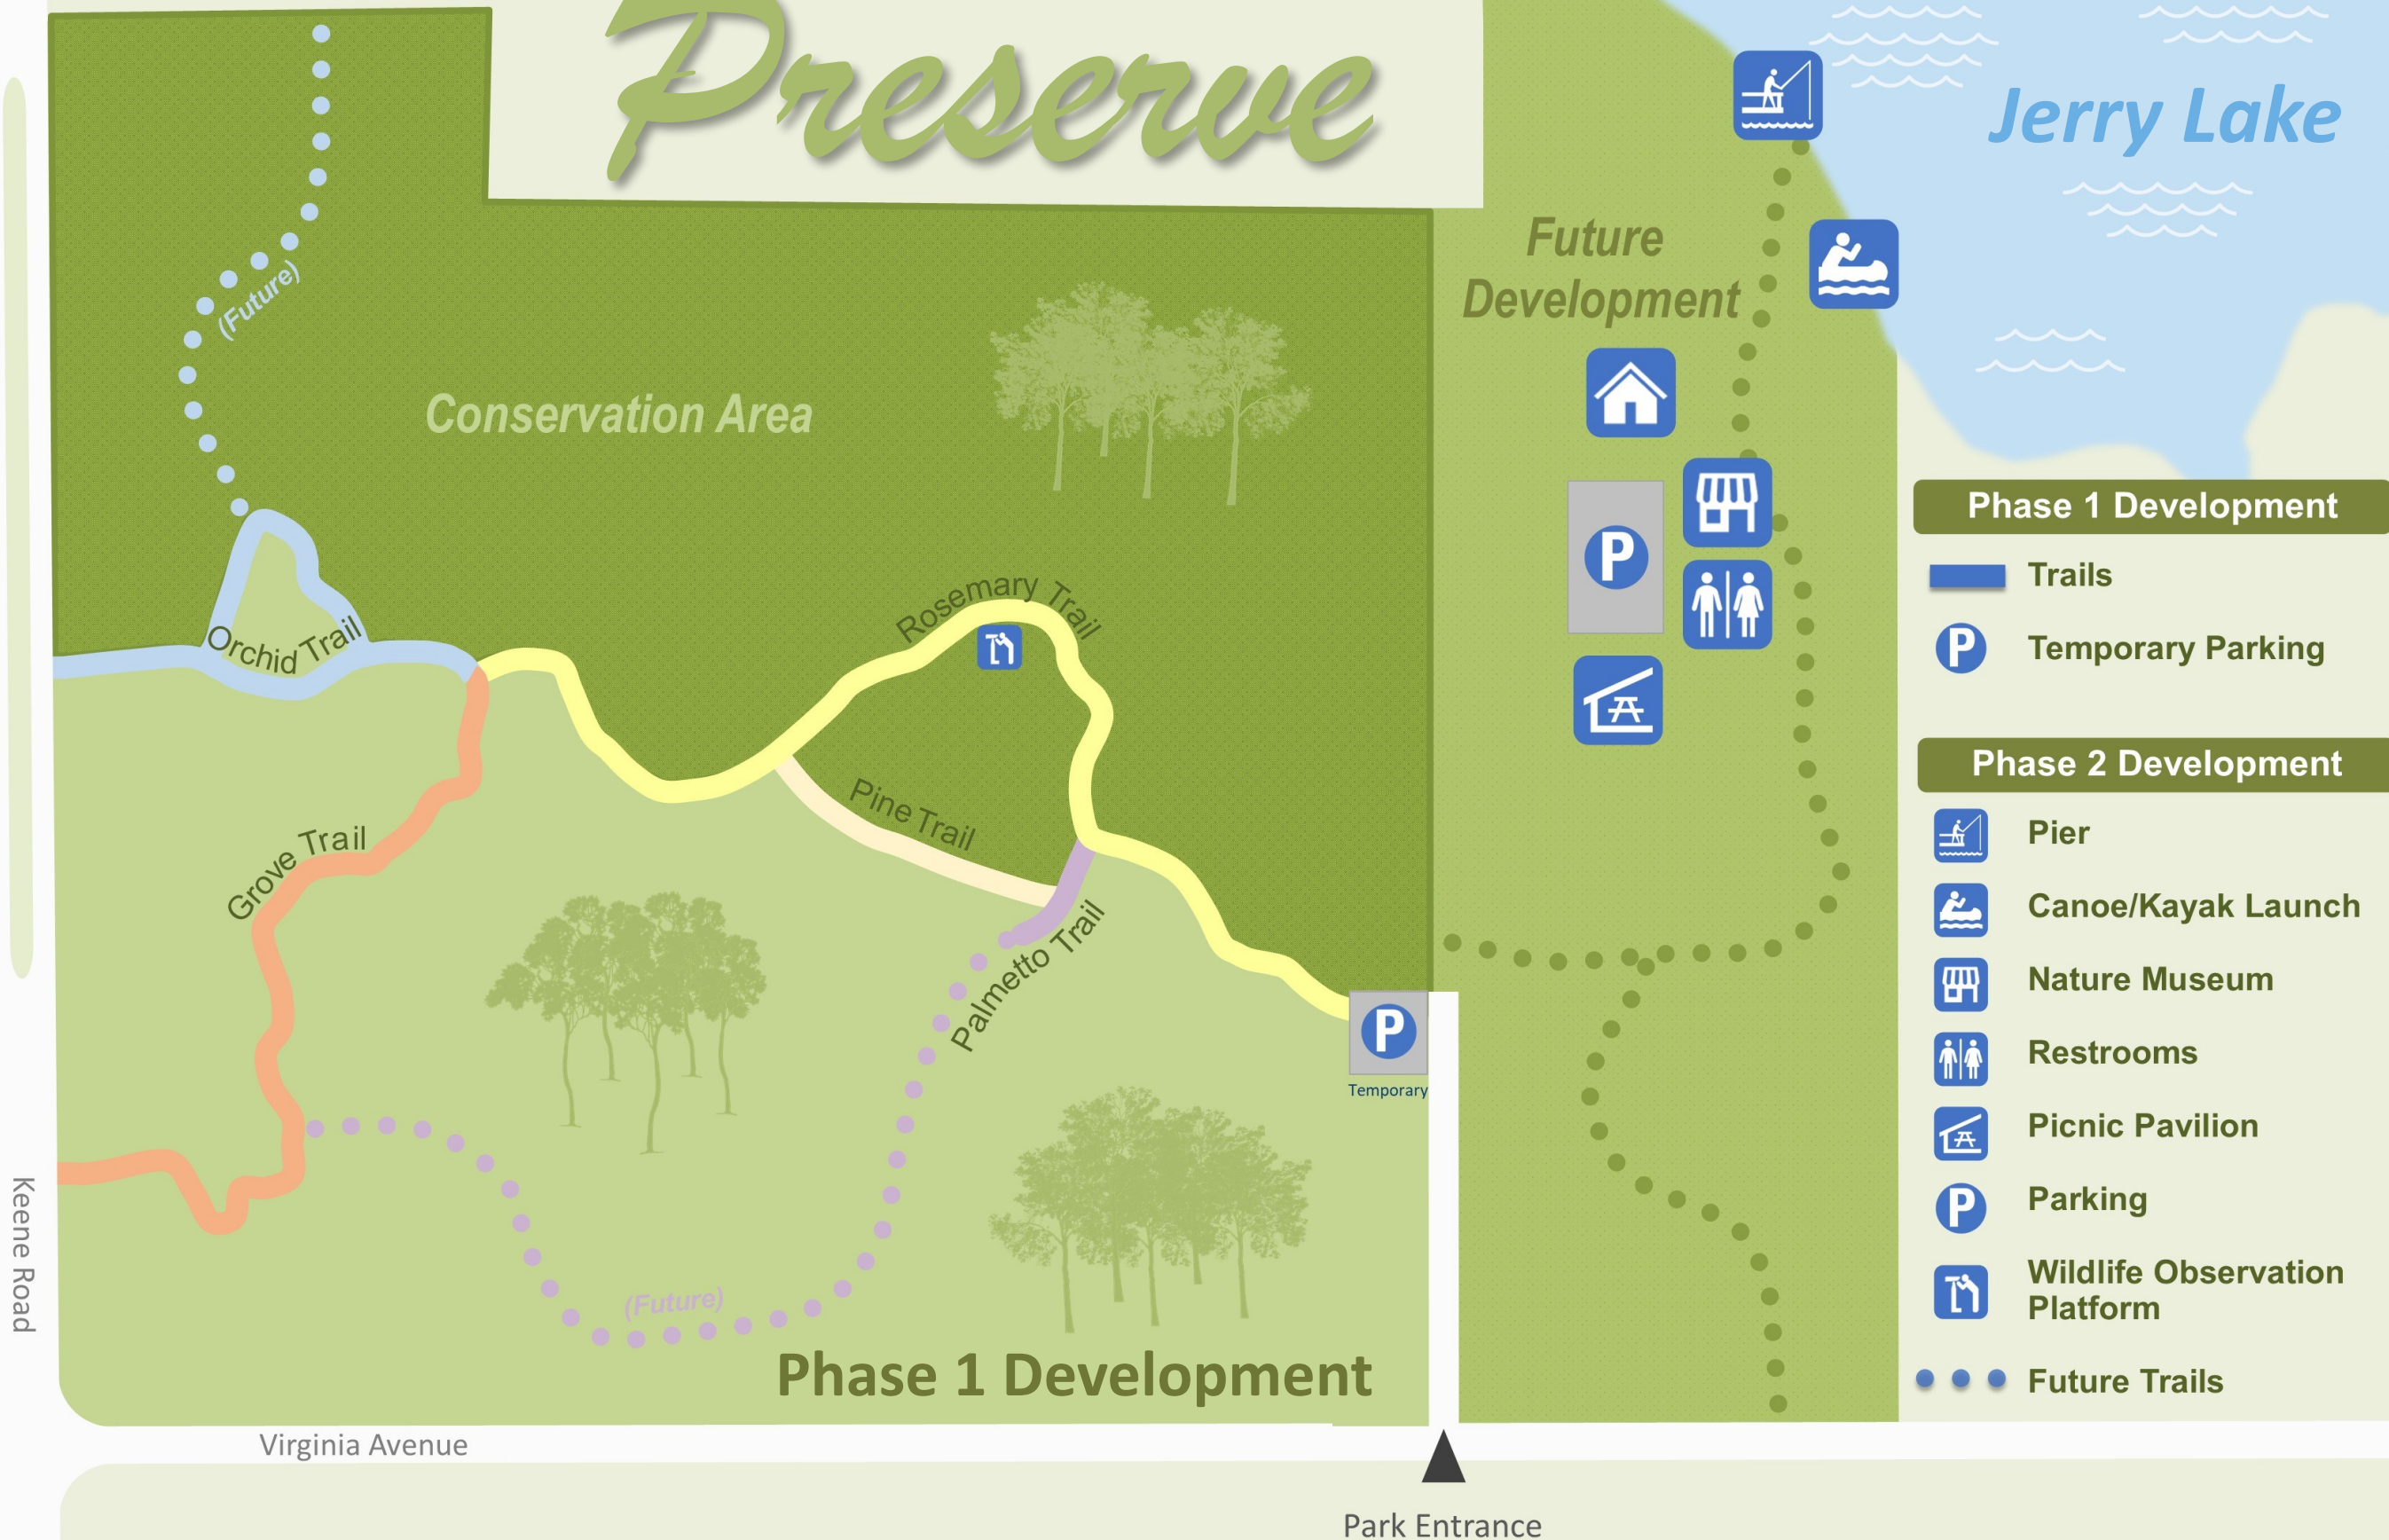 Preserve
Jerry Lake
Future
Development
(Future)
Conservation Area
Phase 1 Development
Trails
P
Temporary Parking
P
Rosemary Trail
Orchid Trail
Pine Trail
Grove Trail
Palmetto Trail
P
Temporary
(Future)
Phase 1 Development
Phase 2 Development
Pier
Canoe/Kayak Launch
Nature Museum
Restrooms
Picnic Pavilion
P
Parking
Wildlife Observation
Platform
Future Trails
Keene Road
Virginia Avenue
Park Entrance